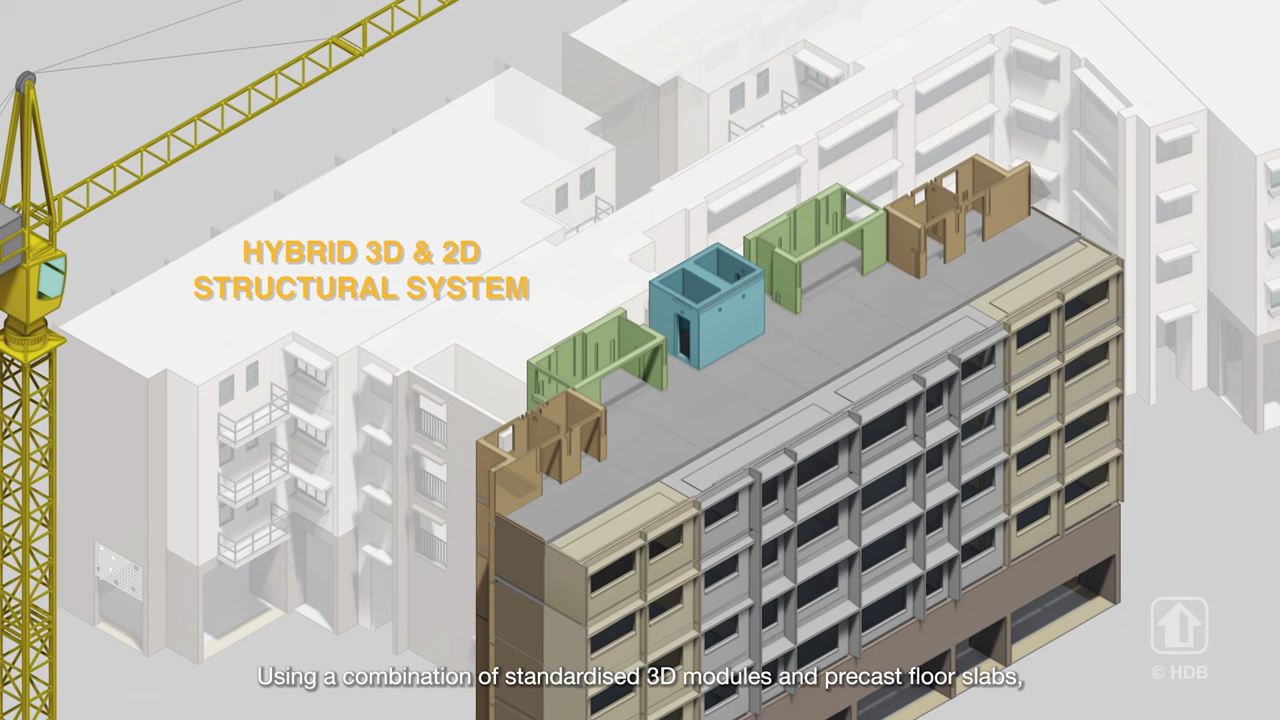 HYBRID 3D & 2D
STRUCTURAL SYSTEM
Using a combination of standardised 3D modules and precast floor slabs,
© HDB